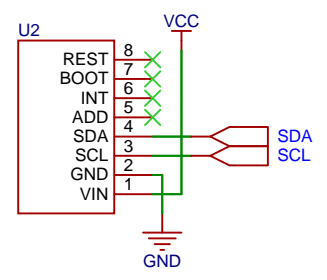 VCC
U2
REST 8
BOOT 7
INT 6
ADD 5
SDA 4 SDA
SCL 3 SCL
GND 2
VIN 1
GND